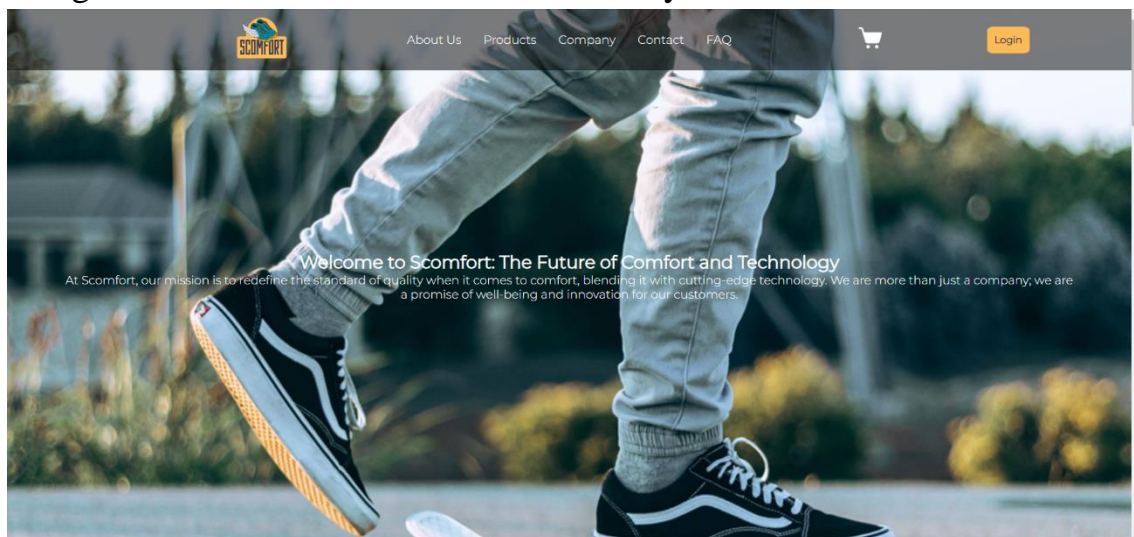 SCOMFORT
About Us Products Company Contact FAQ
Login
Welcome to Scomfort: The Future of Comfort and Technology
At Scomfort, our mission is to redefine the standard of quality when it comes to comfort, blending it with cutting-edge technology. We are more than just a company; we are
a promise of well-being and innovation for our customers.